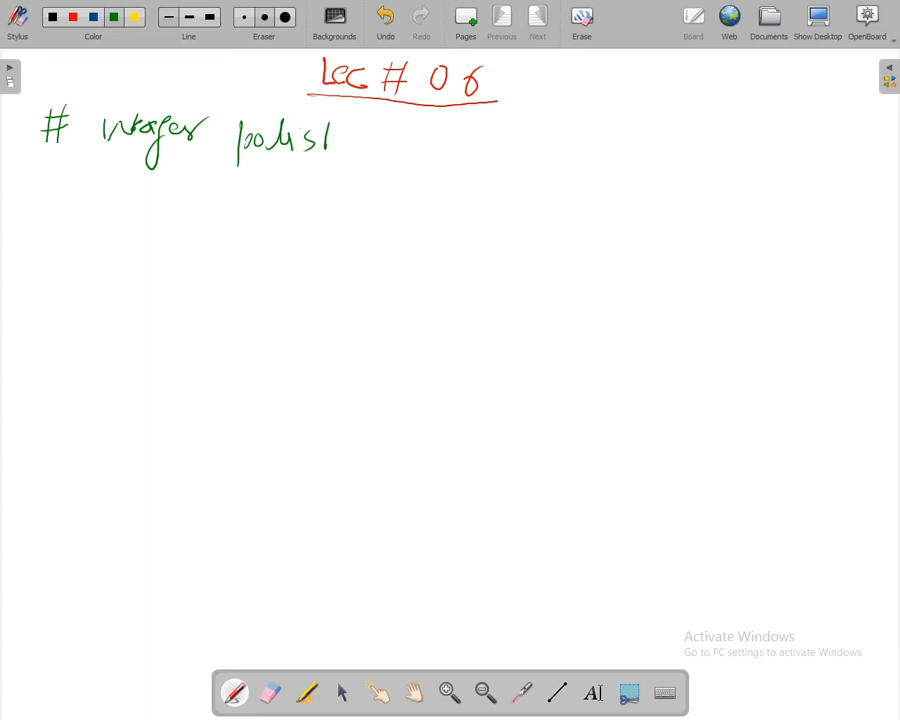 Stylus Color Line Eraser Backgrounds Undo Redo Pages Previous Next Erase Board Web Documents Show Desktop OpenBoard
Lec # 06
# integer
Activate Windows
Go to PC settings to activate Windows.